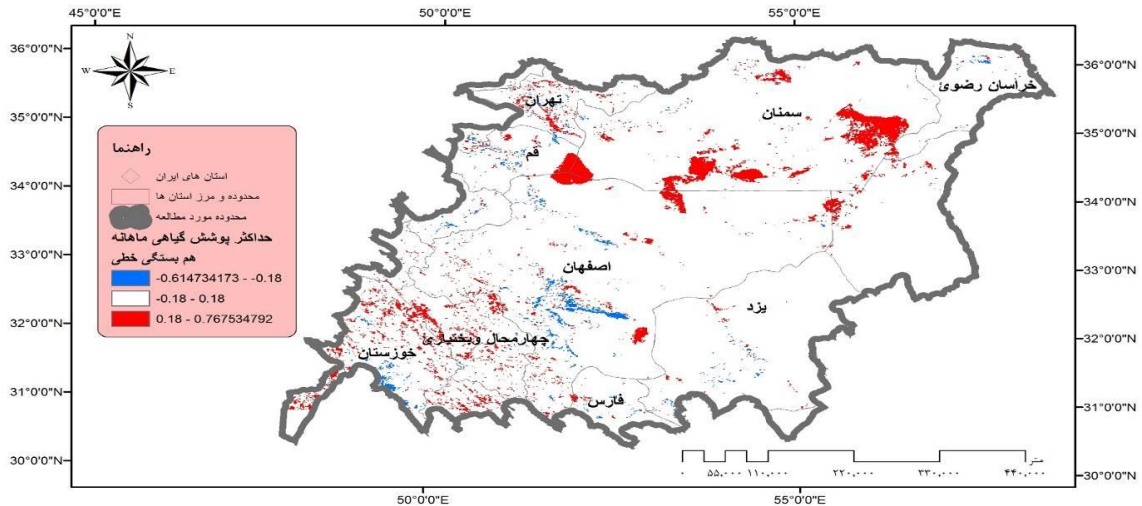 45°0'0"E
50°0'0"E
55°0'0"E
36°0'0"N
35°0'0"N
34°0'0"N
33°0'0"N
32°0'0"N
31°0'0"N
30°0'0"N
N
W
E
S
راهنما
استان های ایران
محدوده و مرز استان ها
محدوده مورد مطالعه
حداکثر پوشش گیاهی ماهانه
هم بستگی خطی
-0.614734173 - -0.18
-0.18 - 0.18
0.18 - 0.767534792
خراسان رضوئ
سمنان
تهران
قم
اصفهان
یزد
چهارمحال وبختیارئ
خوزستان
فارس
متر
۰ ۵۵,۰۰۰ ۱۱۰,۰۰۰ ۲۲۰,۰۰۰ ۳۳۰,۰۰۰ ۴۴۰,۰۰۰
36°0'0"N
35°0'0"N
34°0'0"N
33°0'0"N
32°0'0"N
31°0'0"N
30°0'0"N
50°0'0"E
55°0'0"E